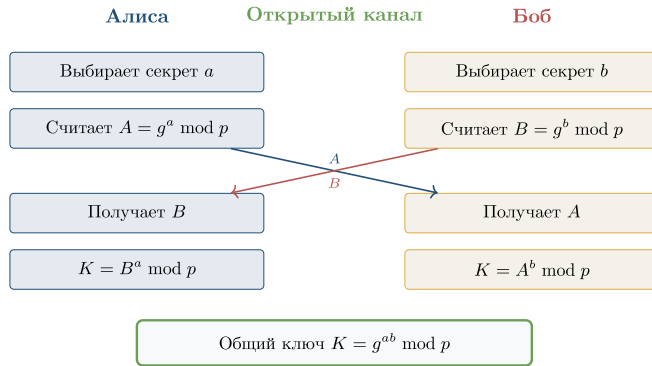 Алиса Открытый канал Боб
Выбирает секрет a Выбирает секрет b
Считает A = g^a mod p Считает B = g^b mod p
A
B
Получает B Получает A
K = B^a mod p K = A^b mod p
Общий ключ K = g^{ab} mod p